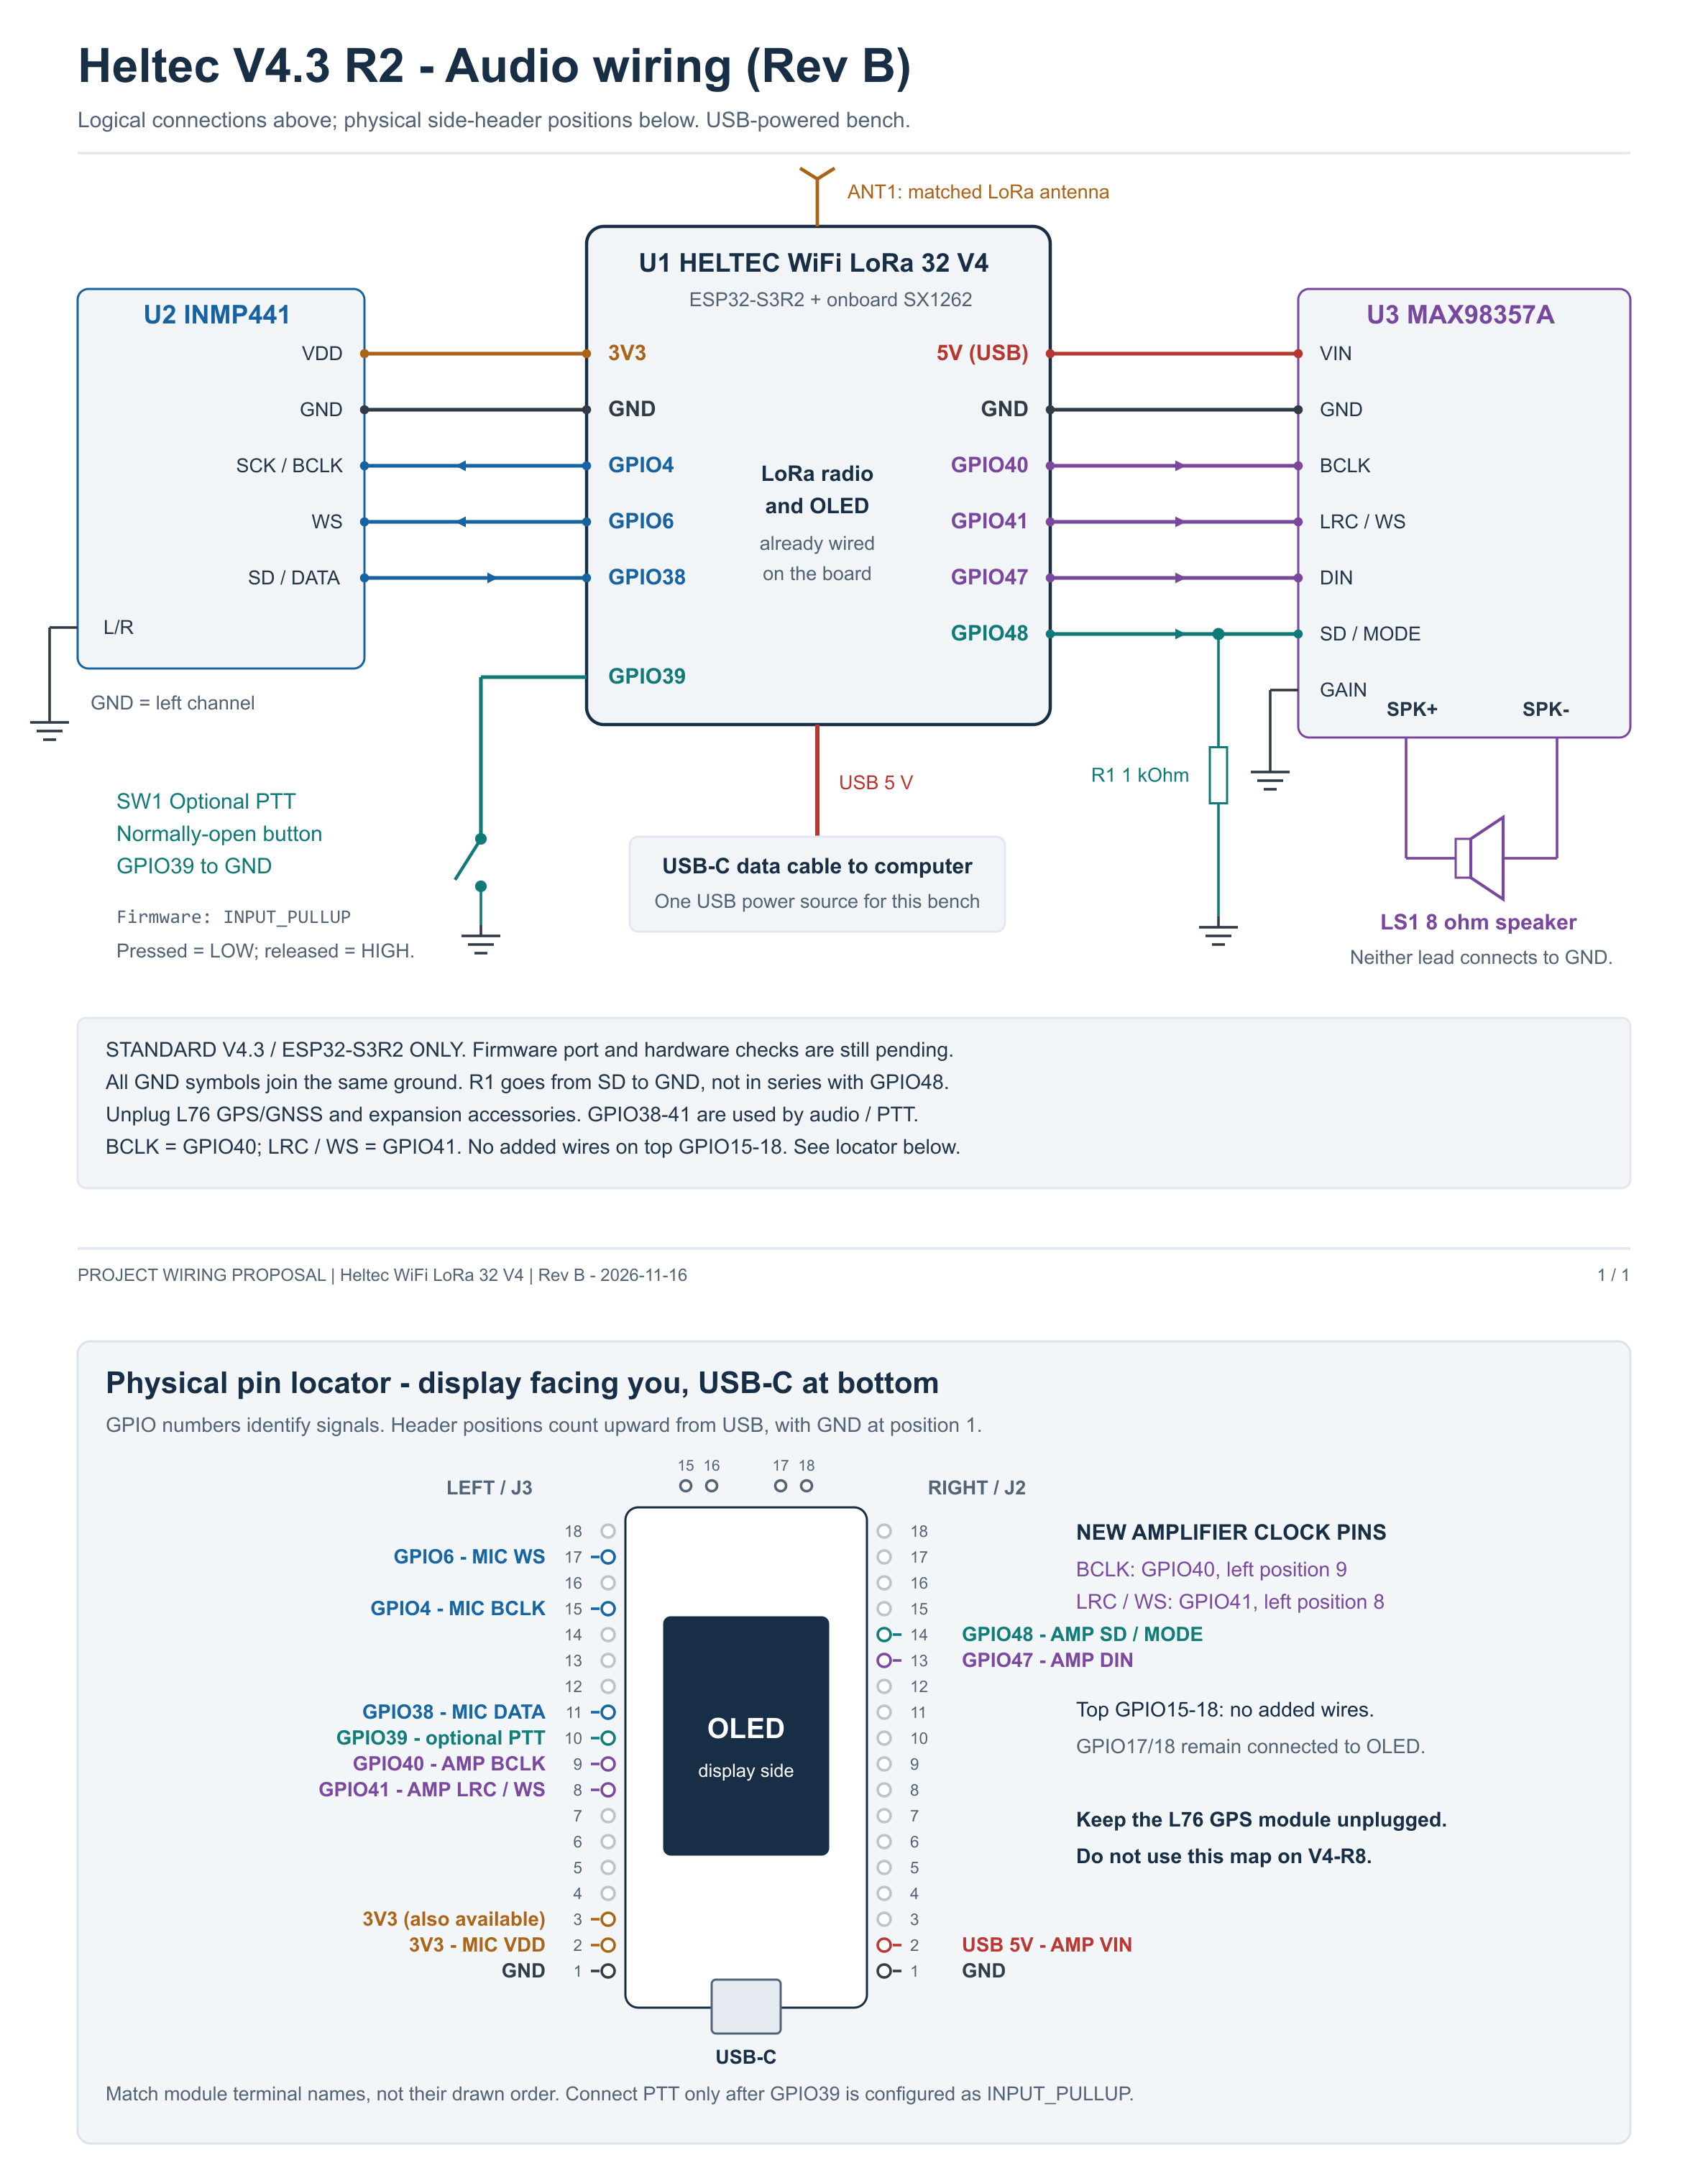 Heltec V4.3 R2 - Audio wiring (Rev B)
Logical connections above; physical side-header positions below. USB-powered bench.
ANT1: matched LoRa antenna
U1 HELTEC WiFi LoRa 32 V4
ESP32-S3R2 + onboard SX1262
U2 INMP441
VDD
GND
SCK / BCLK
WS
SD / DATA
L/R
GND = left channel
3V3
GND
GPIO4
GPIO6
GPIO38
GPIO39
LoRa radio
and OLED
already wired
on the board
5V (USB)
GND
GPIO40
GPIO41
GPIO47
GPIO48
U3 MAX98357A
VIN
GND
BCLK
LRC / WS
DIN
SD / MODE
GAIN
SPK+
SPK-
SW1 Optional PTT
Normally-open button
GPIO39 to GND
Firmware: INPUT_PULLUP
Pressed = LOW; released = HIGH.
USB 5 V
USB-C data cable to computer
One USB power source for this bench
R1 1 kOhm
LS1 8 ohm speaker
Neither lead connects to GND.
STANDARD V4.3 / ESP32-S3R2 ONLY. Firmware port and hardware checks are still pending.
All GND symbols join the same ground. R1 goes from SD to GND, not in series with GPIO48.
Unplug L76 GPS/GNSS and expansion accessories. GPIO38-41 are used by audio / PTT.
BCLK = GPIO40; LRC / WS = GPIO41. No added wires on top GPIO15-18. See locator below.
PROJECT WIRING PROPOSAL | Heltec WiFi LoRa 32 V4 | Rev B - 2026-11-16
1 / 1
Physical pin locator - display facing you, USB-C at bottom
GPIO numbers identify signals. Header positions count upward from USB, with GND at position 1.
15 16 17 18
LEFT / J3
18
GPIO6 - MIC WS 17
16
GPIO4 - MIC BCLK 15
14
13
12
GPIO38 - MIC DATA 11
GPIO39 - optional PTT 10
GPIO40 - AMP BCLK 9
GPIO41 - AMP LRC / WS 8
7
6
5
4
3V3 (also available) 3
3V3 - MIC VDD 2
GND 1
OLED
display side
USB-C
RIGHT / J2
18
17
16
15
14 GPIO48 - AMP SD / MODE
13 GPIO47 - AMP DIN
12
11
10
9
8
7
6
5
4
3
2 USB 5V - AMP VIN
1 GND
NEW AMPLIFIER CLOCK PINS
BCLK: GPIO40, left position 9
LRC / WS: GPIO41, left position 8
Top GPIO15-18: no added wires.
GPIO17/18 remain connected to OLED.
Keep the L76 GPS module unplugged.
Do not use this map on V4-R8.
Match module terminal names, not their drawn order. Connect PTT only after GPIO39 is configured as INPUT_PULLUP.